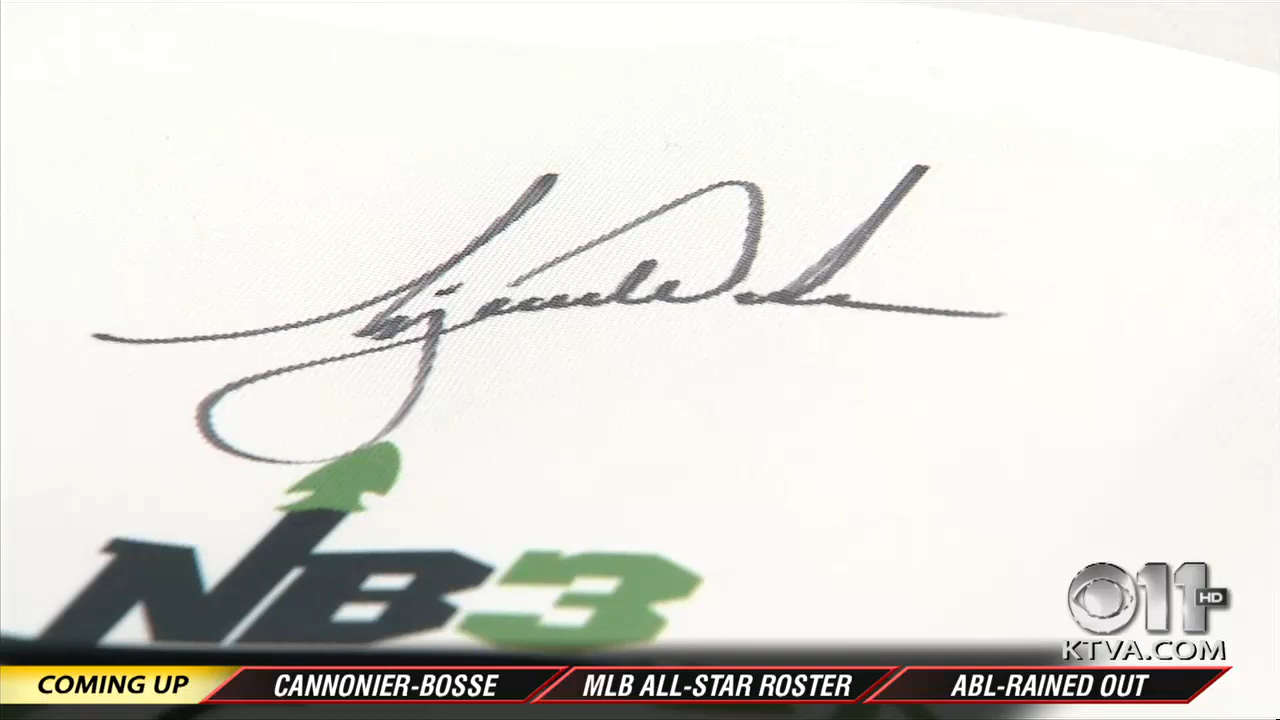 NB3
11 HD
KTVA.COM
COMING UP CANNONIER-BOSSE MLB ALL-STAR ROSTER ABL-RAINED OUT